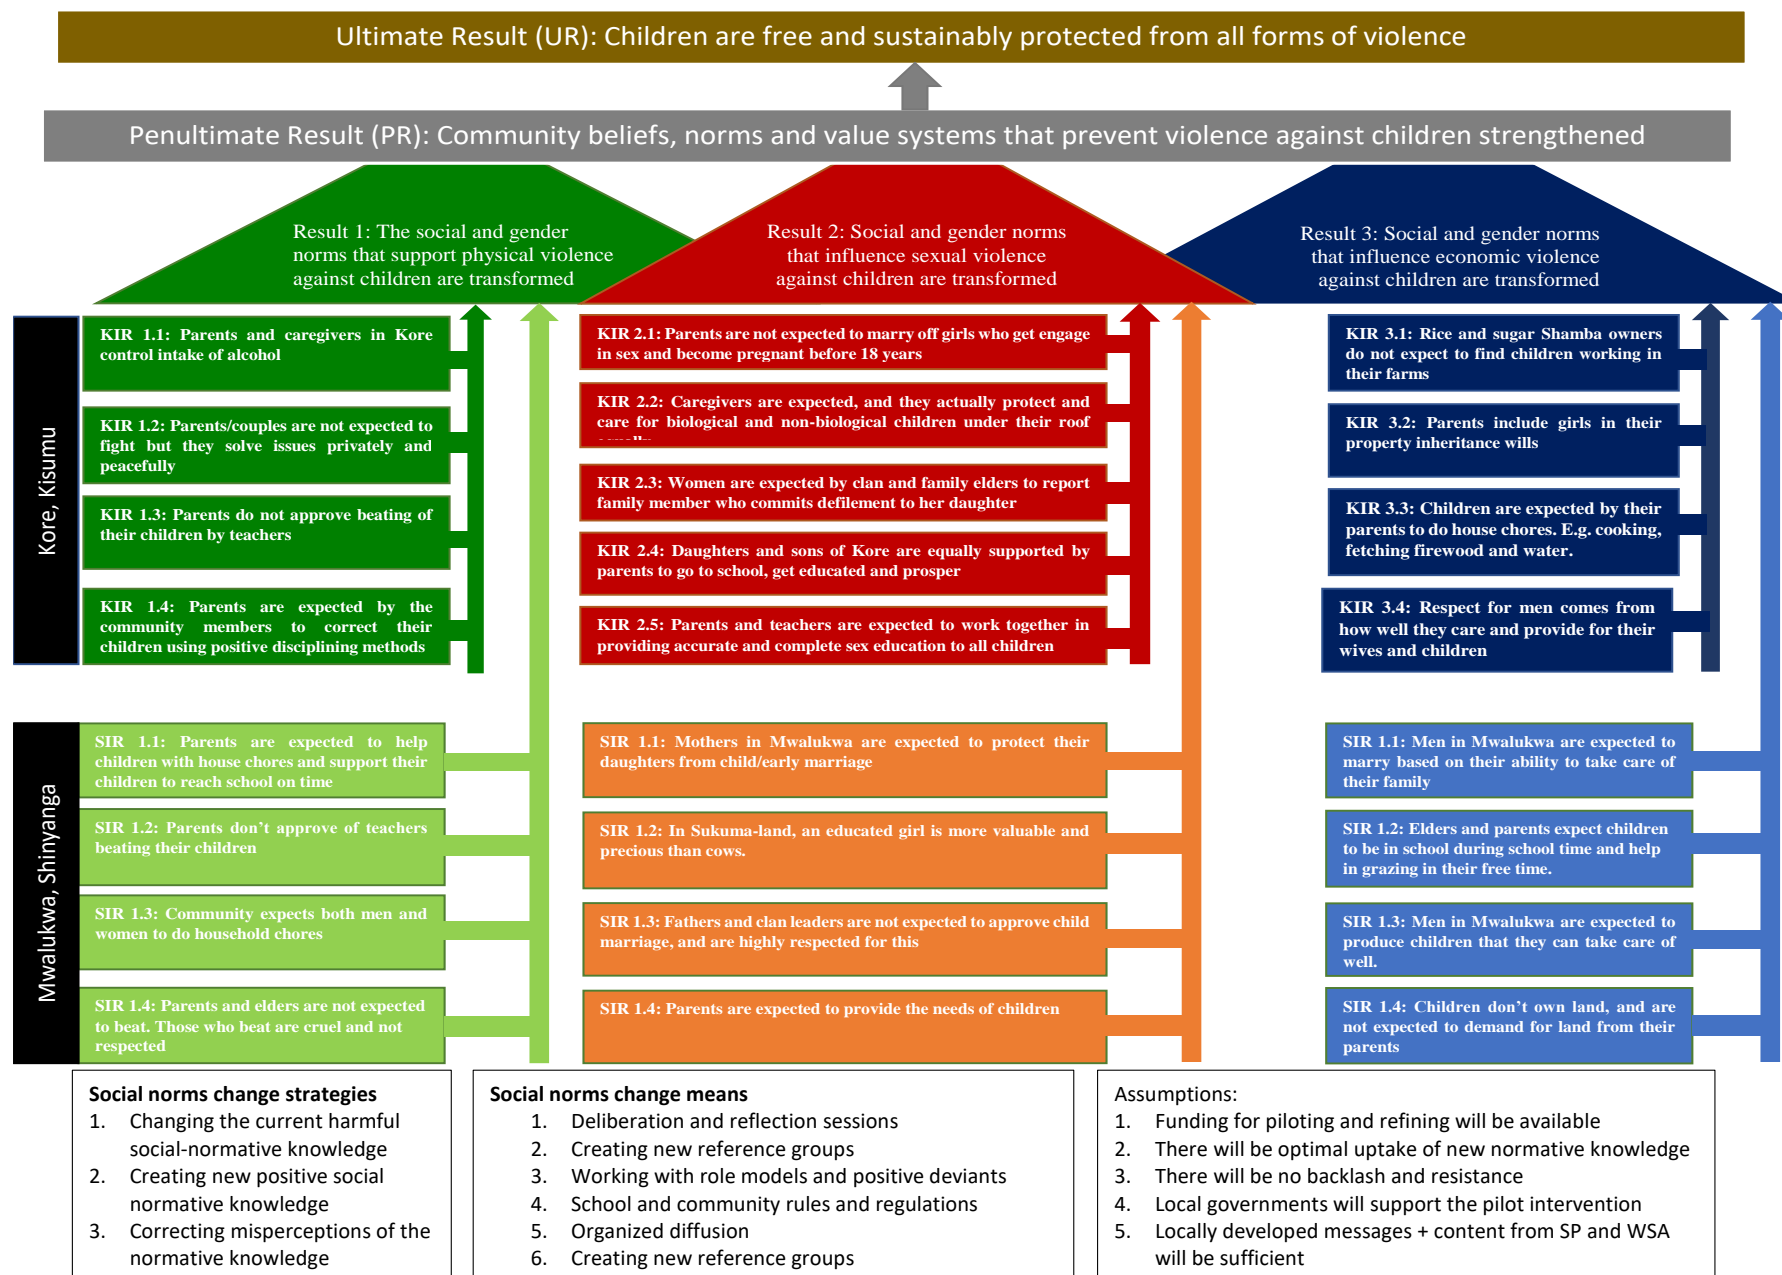 Ultimate Result (UR): Children are free and sustainably protected from all forms of violence
Penultimate Result (PR): Community beliefs, norms and value systems that prevent violence against children strengthened
Result 1: The social and gender
norms that support physical violence
against children are transformed
Result 2: Social and gender norms
that influence sexual violence
against children are transformed
Result 3: Social and gender norms
that influence economic violence
against children are transformed
Kore, Kisumu
KIR 1.1: Parents and caregivers in Kore
control intake of alcohol
KIR 1.2: Parents/couples are not expected to
fight but they solve issues privately and
peacefully
KIR 1.3: Parents do not approve beating of
their children by teachers
KIR 1.4: Parents are expected by the
community members to correct their
children using positive disciplining methods
KIR 2.1: Parents are not expected to marry off girls who get engage
in sex and become pregnant before 18 years
KIR 2.2: Caregivers are expected, and they actually protect and
care for biological and non-biological children under their roof
KIR 2.3: Women are expected by clan and family elders to report
family member who commits defilement to her daughter
KIR 2.4: Daughters and sons of Kore are equally supported by
parents to go to school, get educated and prosper
KIR 2.5: Parents and teachers are expected to work together in
providing accurate and complete sex education to all children
KIR 3.1: Rice and sugar Shamba owners
do not expect to find children working in
their farms
KIR 3.2: Parents include girls in their
property inheritance wills
KIR 3.3: Children are expected by their
parents to do house chores. E.g. cooking,
fetching firewood and water.
KIR 3.4: Respect for men comes from
how well they care and provide for their
wives and children
Mwalukwa, Shinyanga
SIR 1.1: Parents are expected to help
children with house chores and support their
children to reach school on time
SIR 1.2: Parents don’t approve of teachers
beating their children
SIR 1.3: Community expects both men and
women to do household chores
SIR 1.4: Parents and elders are not expected
to beat. Those who beat are cruel and not
respected
SIR 1.1: Mothers in Mwalukwa are expected to protect their
daughters from child/early marriage
SIR 1.2: In Sukuma-land, an educated girl is more valuable and
precious than cows.
SIR 1.3: Fathers and clan leaders are not expected to approve child
marriage, and are highly respected for this
SIR 1.4: Parents are expected to provide the needs of children
SIR 1.1: Men in Mwalukwa are expected to
marry based on their ability to take care of
their family
SIR 1.2: Elders and parents expect children
to be in school during school time and help
in grazing in their free time.
SIR 1.3: Men in Mwalukwa are expected to
produce children that they can take care of
well.
SIR 1.4: Children don’t own land, and are
not expected to demand for land from their
parents
Social norms change strategies
1. Changing the current harmful
social-normative knowledge
2. Creating new positive social
normative knowledge
3. Correcting misperceptions of the
normative knowledge
Social norms change means
1. Deliberation and reflection sessions
2. Creating new reference groups
3. Working with role models and positive deviants
4. School and community rules and regulations
5. Organized diffusion
6. Creating new reference groups
Assumptions:
1. Funding for piloting and refining will be available
2. There will be optimal uptake of new normative knowledge
3. There will be no backlash and resistance
4. Local governments will support the pilot intervention
5. Locally developed messages + content from SP and WSA
will be sufficient